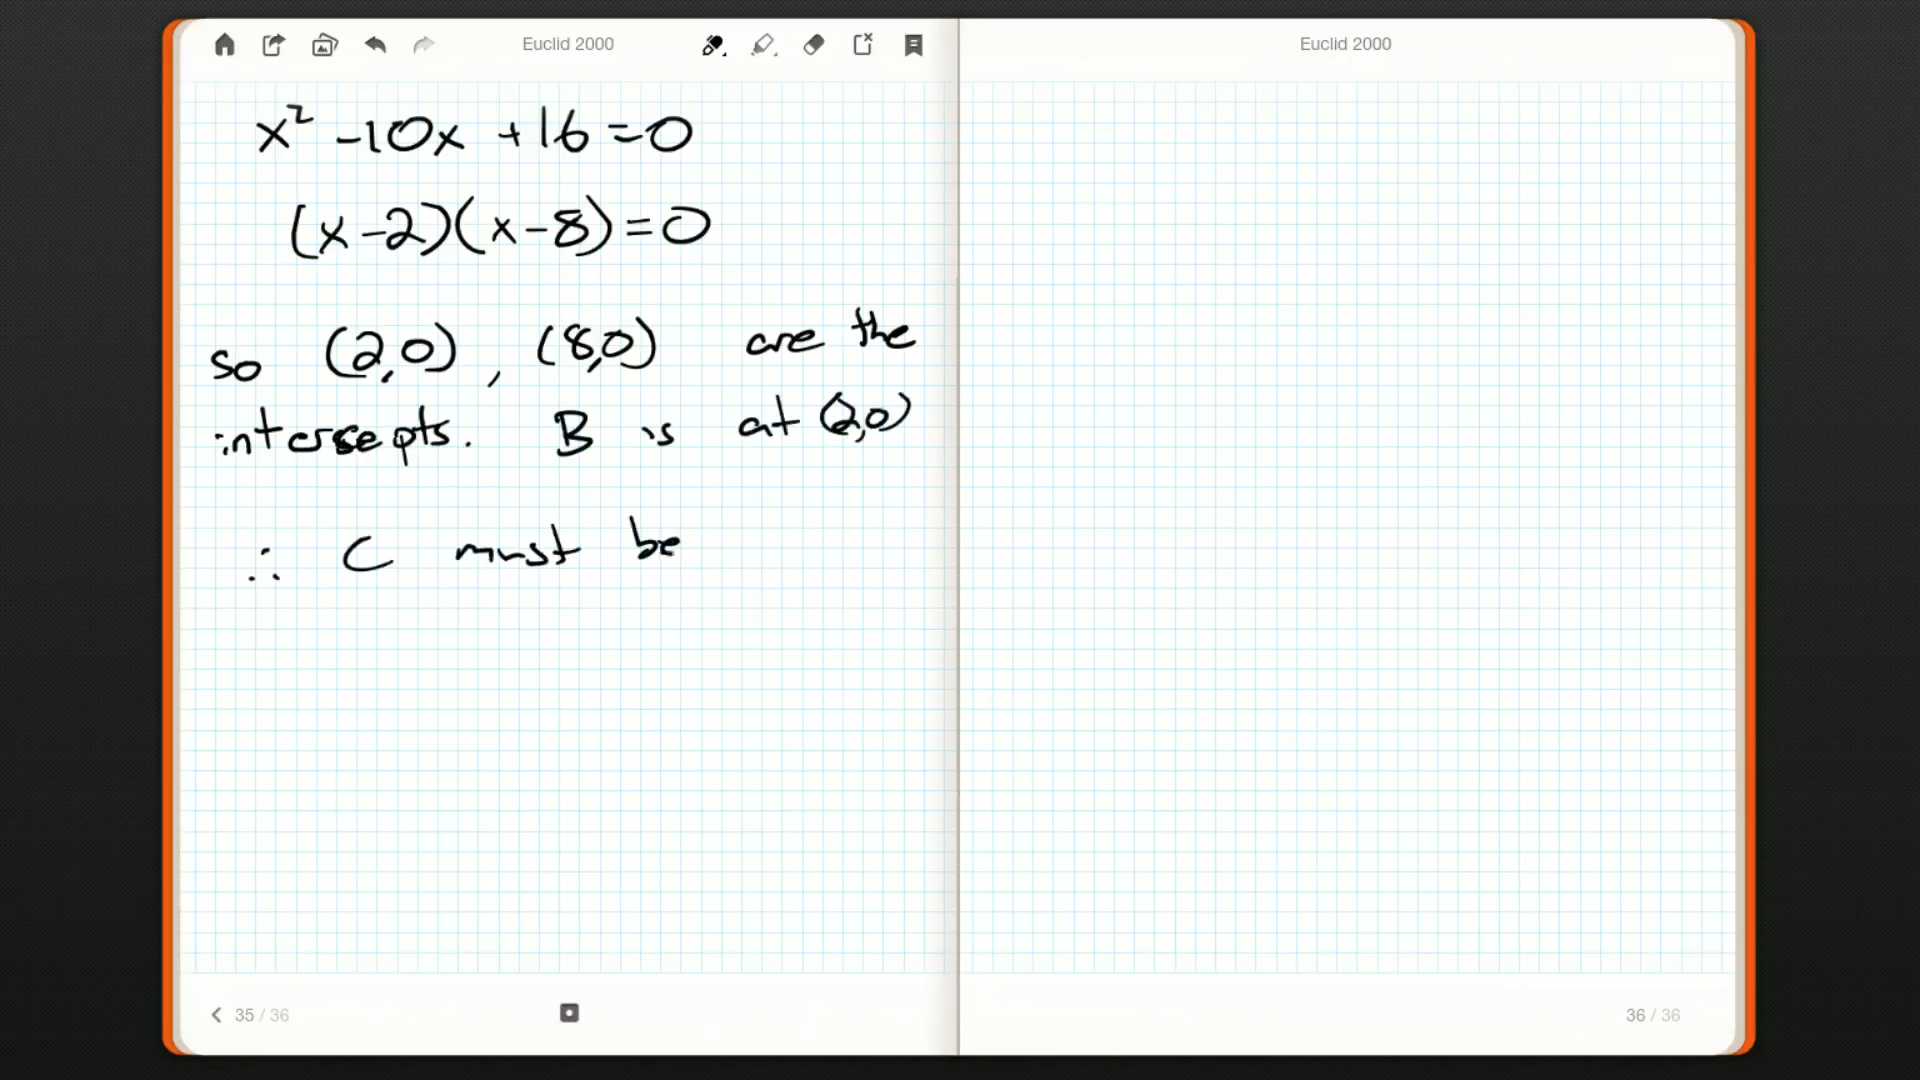 Euclid 2000
x² -10x +16 =0
(x-2)(x-8)=0
so (2,0) , (8,0) are the
intercepts. B is at (2,0)
∴ C must be
35 / 36
Euclid 2000
36 / 36